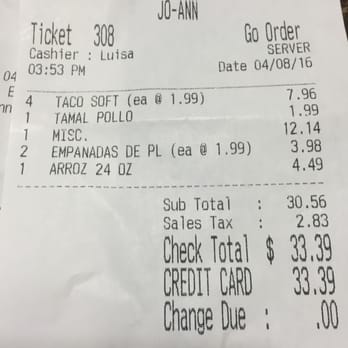 JO-ANN
Ticket 308 Go Order
Cashier : Luisa SERVER
03:53 PM Date 04/08/16
4 TACO SOFT (ea @ 1.99) 7.96
1 TAMAL POLLO 1.99
1 MISC. 12.14
2 EMPANADAS DE PL (ea @ 1.99) 3.98
1 ARROZ 24 OZ 4.49
Sub Total : 30.56
Sales Tax : 2.83
Check Total $ 33.39
CREDIT CARD 33.39
Change Due : .00
04
E
nn